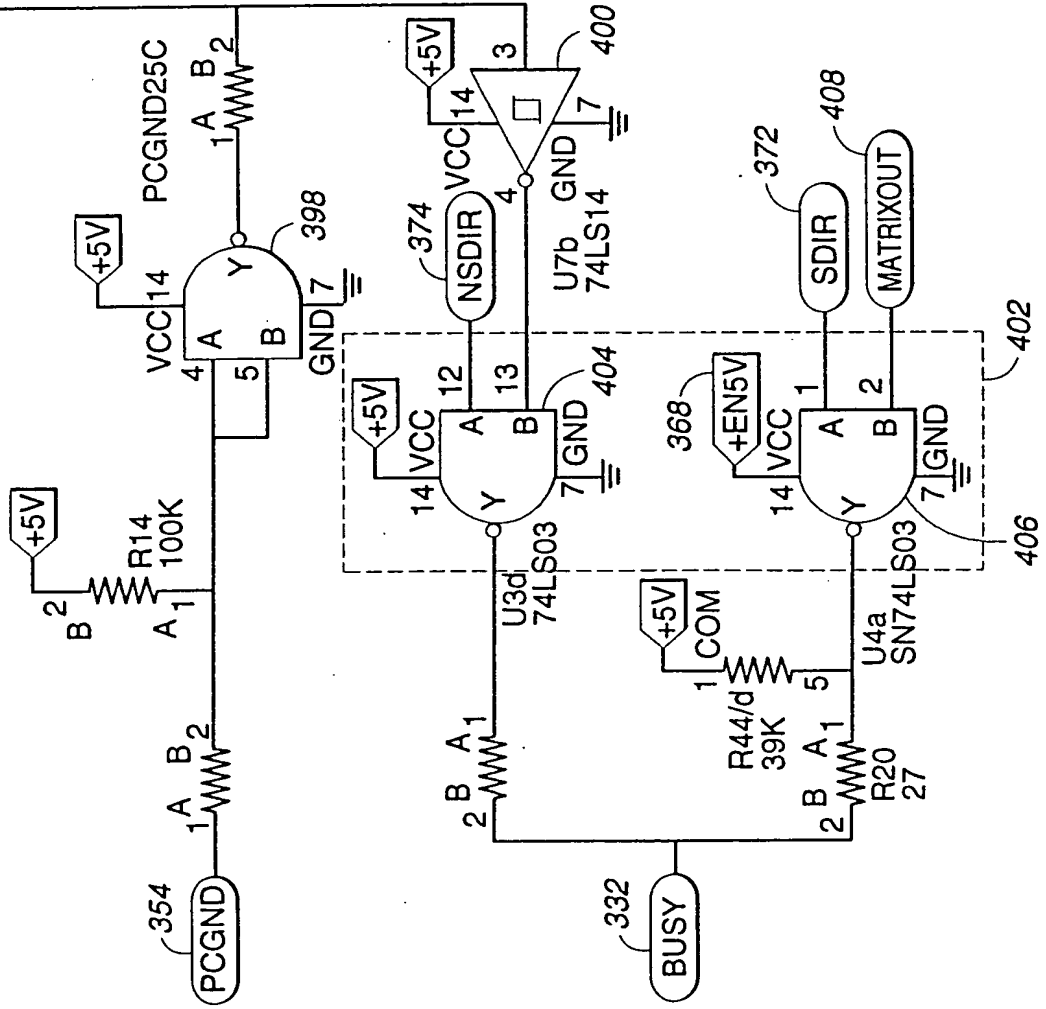 +5V
B 2
R14
100K
A 1
354
PCGND
1 A B 2
+5V
VCC 14
4 A
5 B
Y
GND 7
398
PCGND25C
1 A B 2
+5V
VCC 14
3
400
4
GND
7
U7b
74LS14
374
NSDIR
+5V
VCC
14
12 A
13 B
Y
7 GND
404
U3d
74LS03
2 B A 1
332
BUSY
372
SDIR
408
MATRIXOUT
368
+EN5V
VCC
14
1 A
2 B
Y
7 GND
406
402
U4a
SN74LS03
+5V
1 COM
R44/d
39K
5
2 B A 1
R20
27